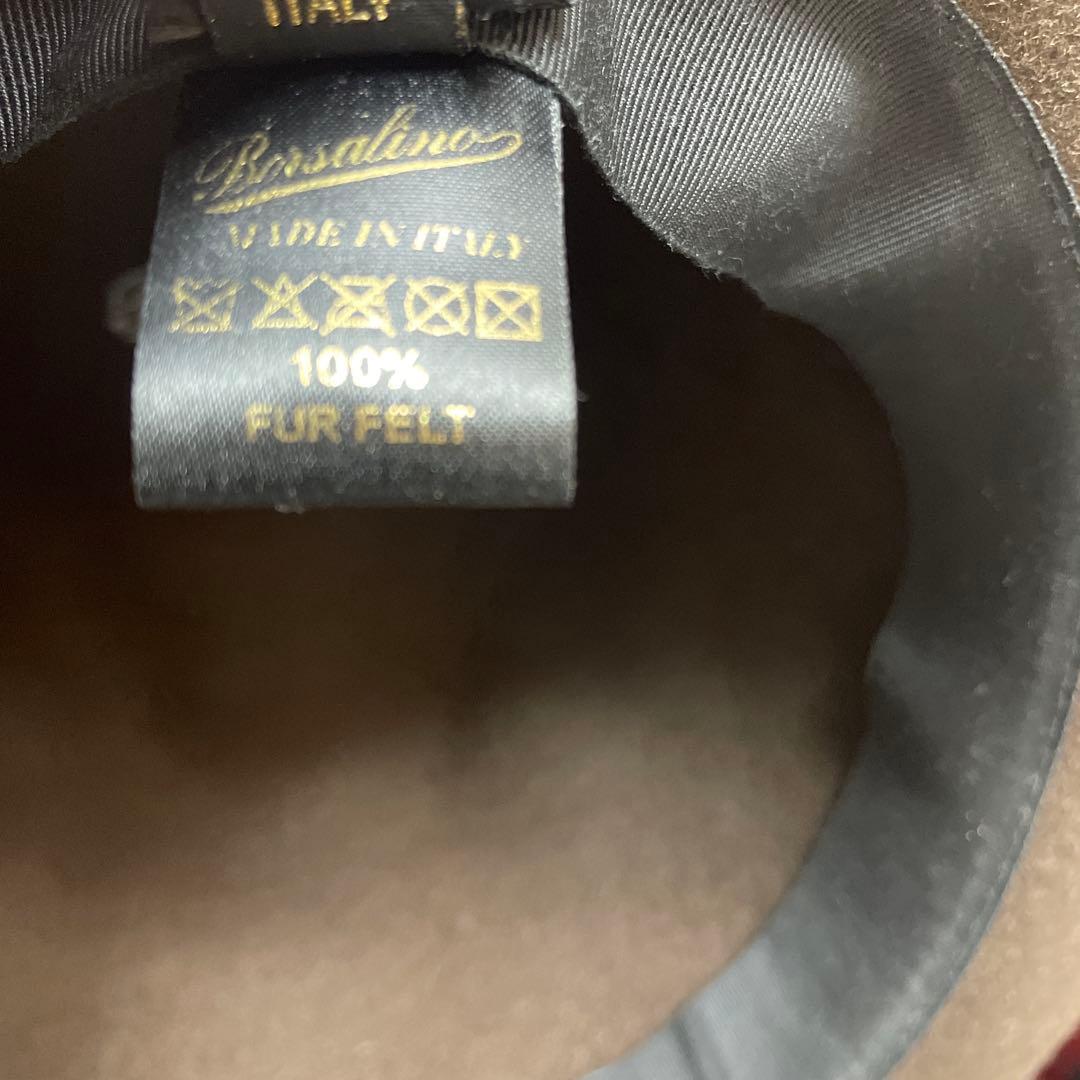 ITALY
Borsalino
MADE IN ITALY
100%
FUR FELT